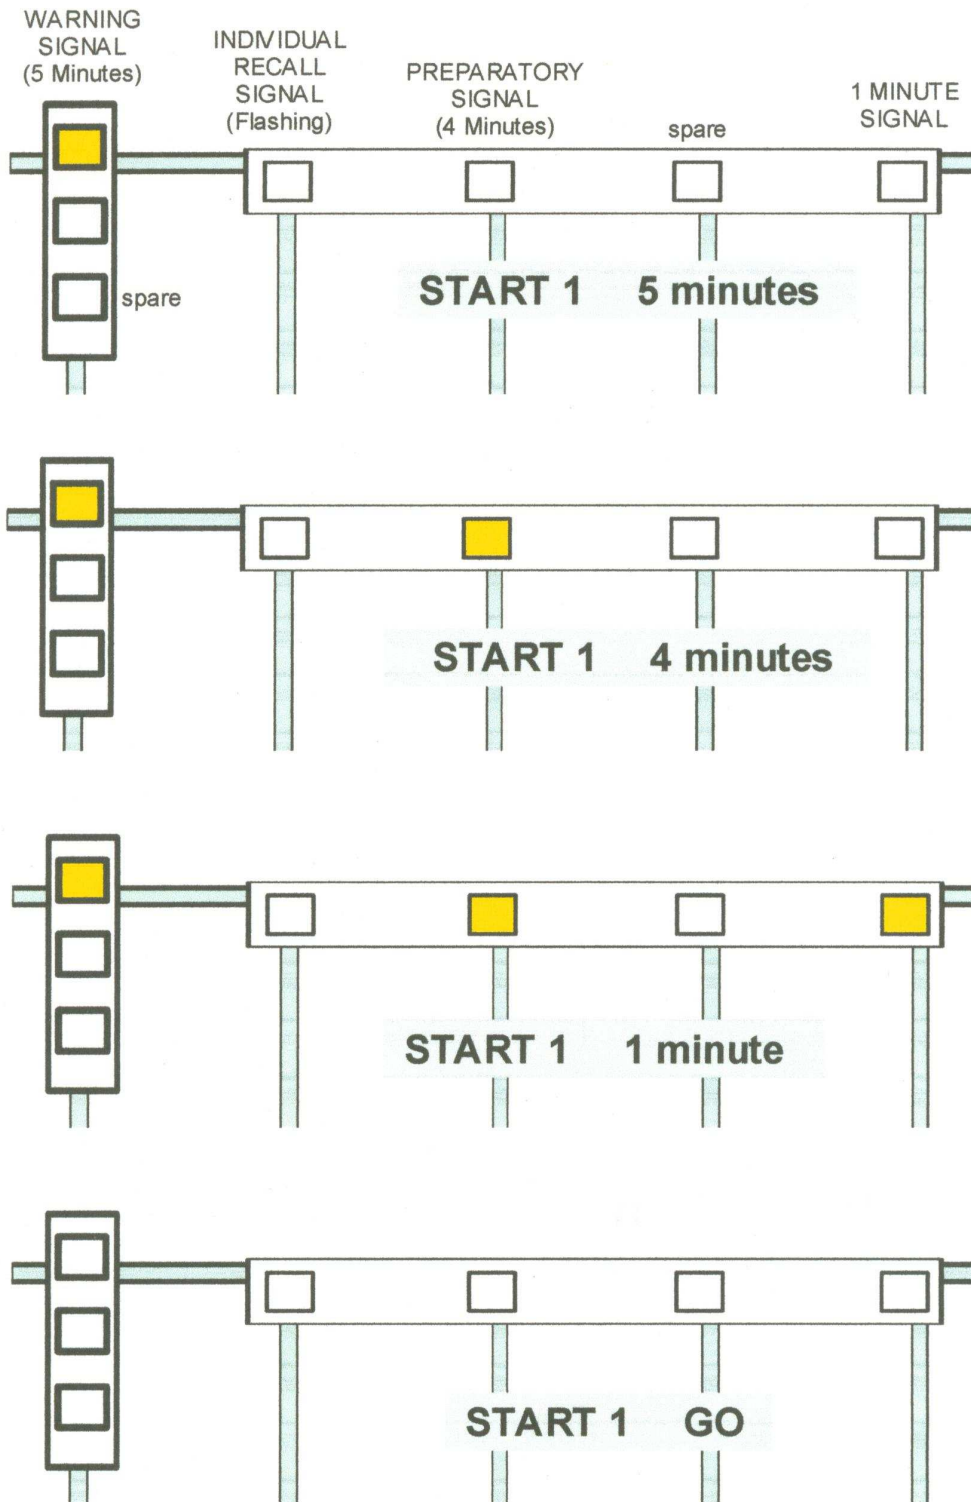 WARNING
SIGNAL
(5 Minutes)
INDIVIDUAL
RECALL
SIGNAL
(Flashing)
PREPARATORY
SIGNAL
(4 Minutes)
spare
1 MINUTE
SIGNAL
spare
START 1 5 minutes
START 1 4 minutes
START 1 1 minute
START 1 GO